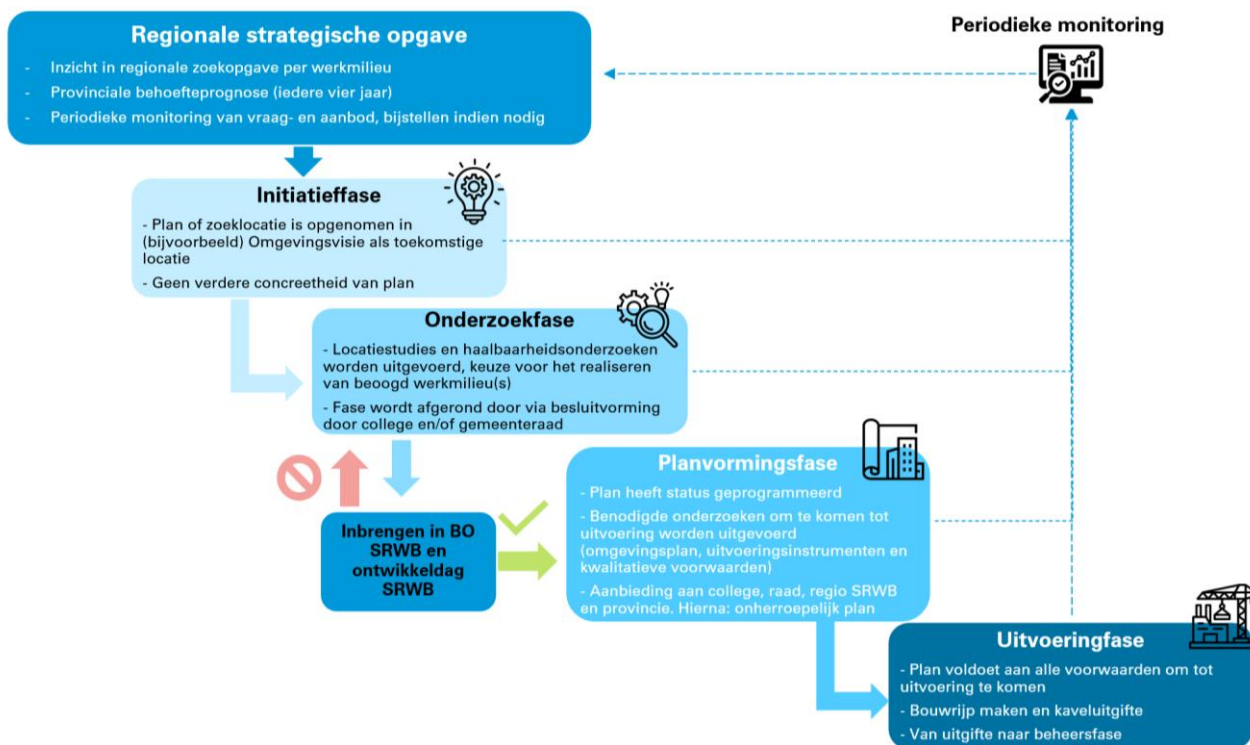 Regionale strategische opgave
- Inzicht in regionale zoekopgave per werkmilieu
- Provinciale behoefteprognose (iedere vier jaar)
- Periodieke monitoring van vraag- en aanbod, bijstellen indien nodig
Periodieke monitoring
Initiatieffase
- Plan of zoeklocatie is opgenomen in
(bijvoorbeeld) Omgevingsvisie als toekomstige
locatie
- Geen verdere concreetheid van plan
Onderzoekfase
- Locatiestudies en haalbaarheidsonderzoeken
worden uitgevoerd, keuze voor het realiseren
van beoogd werkmilieu(s)
- Fase wordt afgerond door via besluitvorming
door college en/of gemeenteraad
Inbrengen in BO
SRWB en
ontwikkeldag
SRWB
Planvormingsfase
- Plan heeft status geprogrammeerd
- Benodigde onderzoeken om te komen tot
uitvoering worden uitgevoerd
(omgevingsplan, uitvoeringsinstrumenten en
kwalitatieve voorwaarden)
- Aanbieding aan college, raad, regio SRWB
en provincie. Hierna: onherroepelijk plan
Uitvoeringfase
- Plan voldoet aan alle voorwaarden om tot
uitvoering te komen
- Bouwrijp maken en kaveluitgifte
- Van uitgifte naar beheersfase